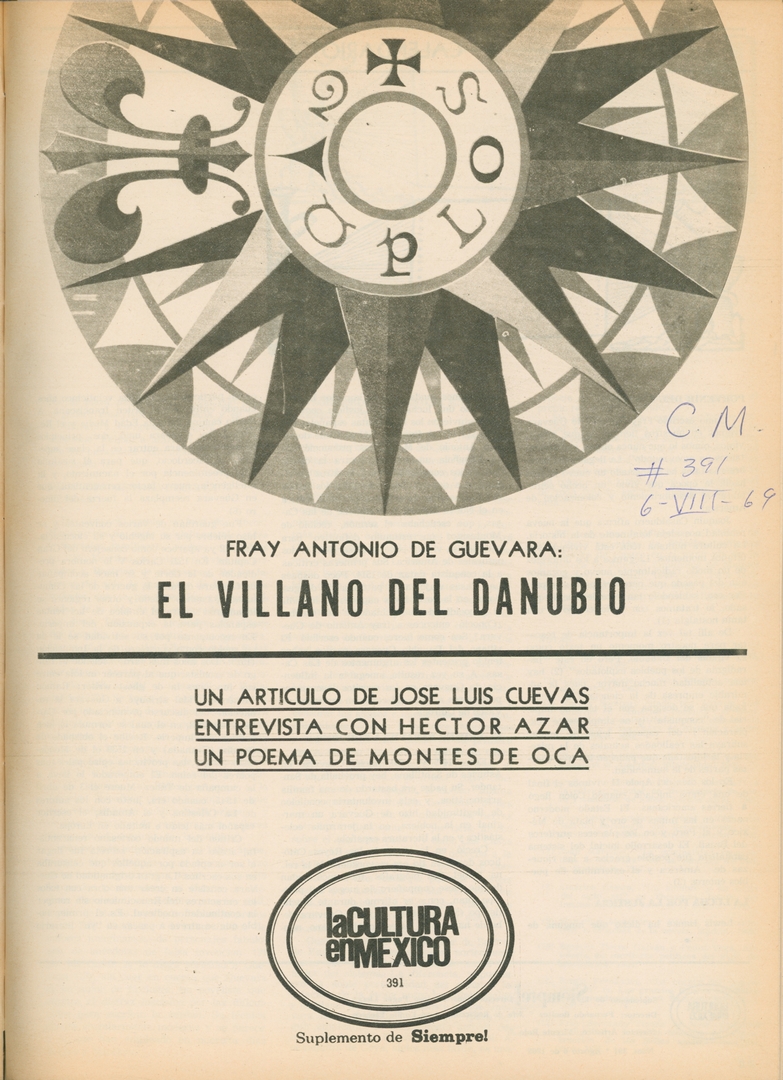 ✠ S O L P A Q
C. M.
# 391
6-VIII-69
FRAY ANTONIO DE GUEVARA:
EL VILLANO DEL DANUBIO
UN ARTICULO DE JOSE LUIS CUEVAS
ENTREVISTA CON HECTOR AZAR
UN POEMA DE MONTES DE OCA
laCULTURA
enMEXICO
391
Suplemento de Siempre!